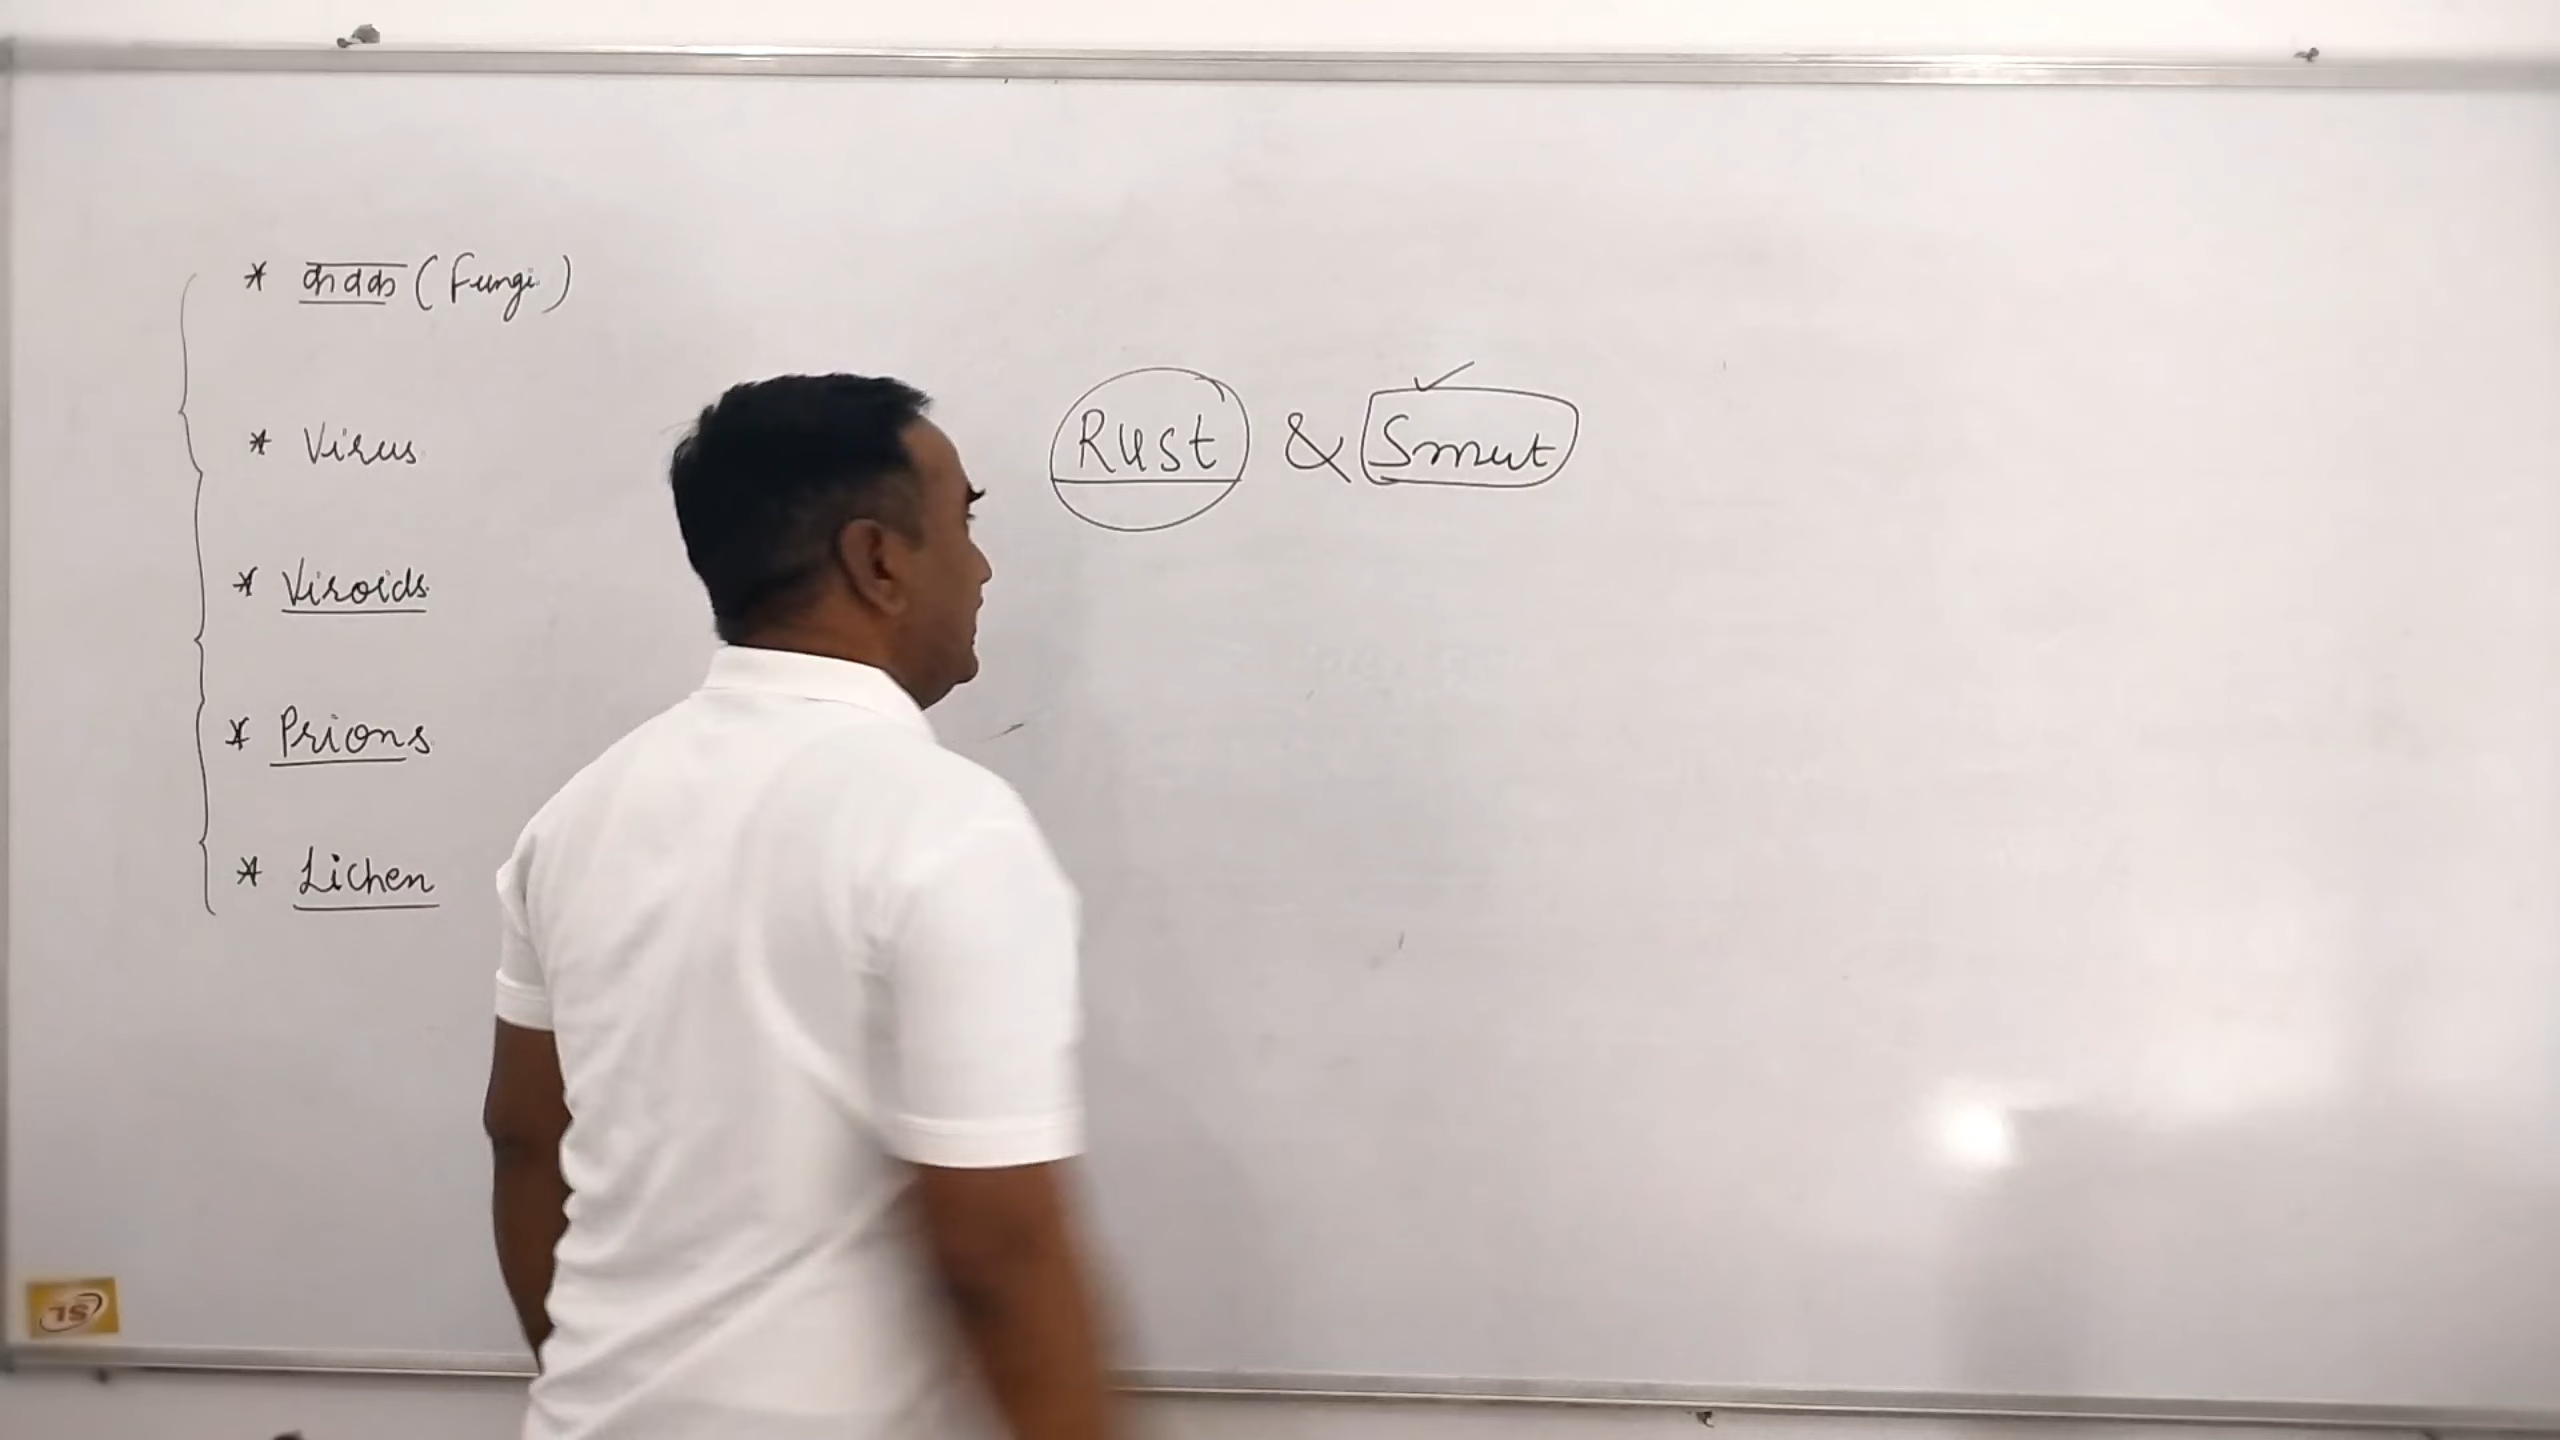 * कवक (Fungi)
* Virus
* Viroids
* Prions
* Lichen
Rust & Smut